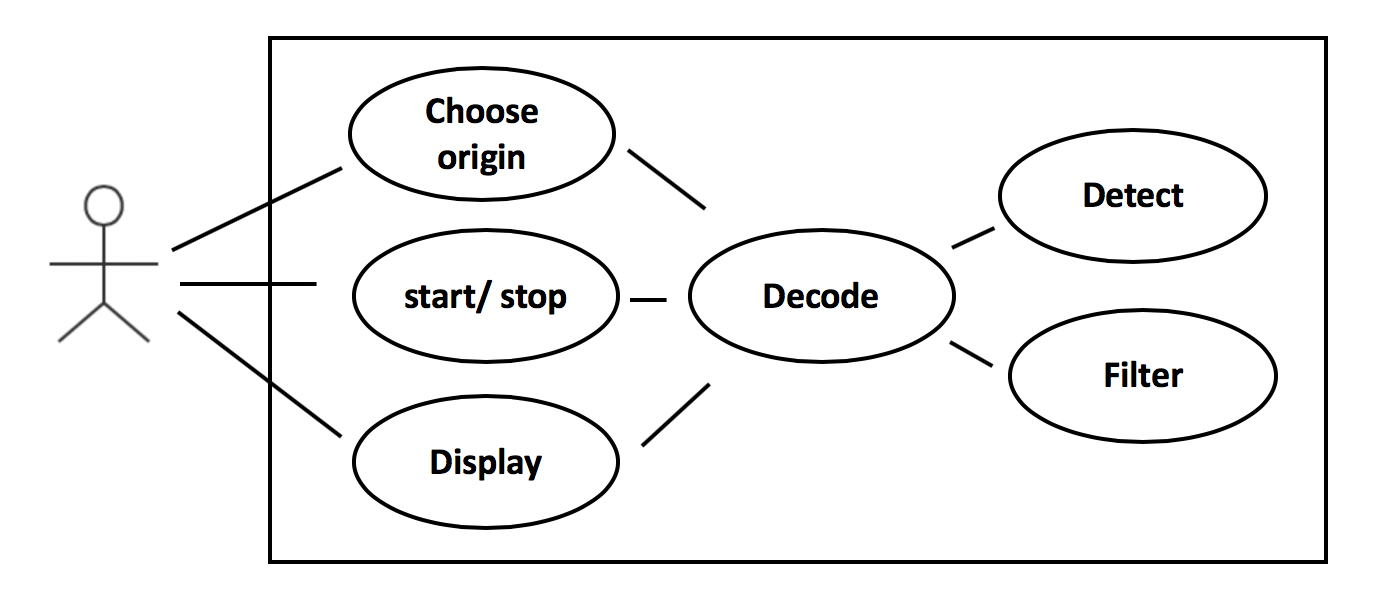 Choose
origin
start/ stop
Display
Decode
Detect
Filter